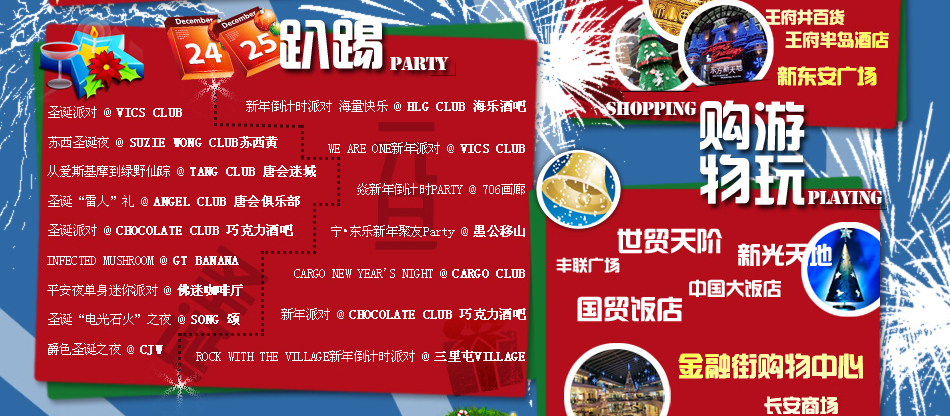 December
24
December
25
趴踢
PARTY
圣诞派对 @ VICS CLUB
苏西圣诞夜 @ SUZIE WONG CLUB苏西黄
从爱斯基摩到绿野仙踪 @ TANG CLUB 唐会迷城
圣诞“雷人”礼 @ ANGEL CLUB 唐会俱乐部
圣诞派对 @ CHOCOLATE CLUB 巧克力酒吧
INFECTED MUSHROOM @ GT BANANA
平安夜单身迷你派对 @ 佛迷咖啡厅
圣诞“电光石火”之夜 @ SONG 颂
爵色圣诞之夜 @ CJW
新年倒计时派对 海量快乐 @ HLG CLUB 海乐酒吧
WE ARE ONE新年派对 @ VICS CLUB
焱新年倒计时PARTY @ 706画廊
宁·东乐新年聚友Party @ 愚公移山
CARGO NEW YEAR'S NIGHT @ CARGO CLUB
新年派对 @ CHOCOLATE CLUB 巧克力酒吧
ROCK WITH THE VILLAGE新年倒计时派对 @ 三里屯VILLAGE
王府井百货
王府半岛酒店
新东安广场
东方新天地
SHOPPING
购物
游玩
PLAYING
世贸天阶
新光天地
丰联广场
中国大饭店
国贸饭店
金融街购物中心
长安商场